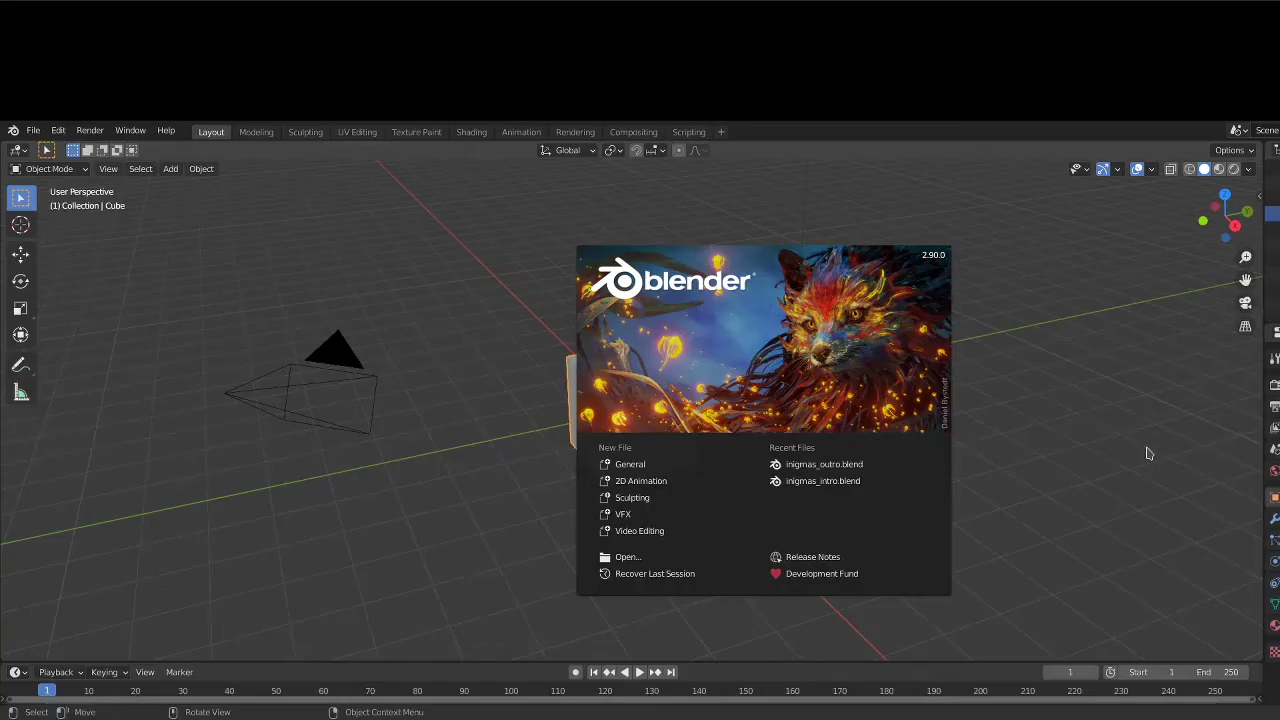 File Edit Render Window Help Layout Modeling Sculpting UV Editing Texture Paint Shading Animation Rendering Compositing Scripting + Scene
Global Options
Object Mode View Select Add Object
User Perspective
(1) Collection | Cube
Z
Y
X
2.90.0
blender
Daniel Bystedt
New File Recent Files
General inigmas_outro.blend
2D Animation inigmas_intro.blend
Sculpting
VFX
Video Editing
Open... Release Notes
Recover Last Session Development Fund
Playback Keying View Marker 1 Start 1 End 250
1 10 20 30 40 50 60 70 80 90 100 110 120 130 140 150 160 170 180 190 200 210 220 230 240 250
Select Move Rotate View Object Context Menu